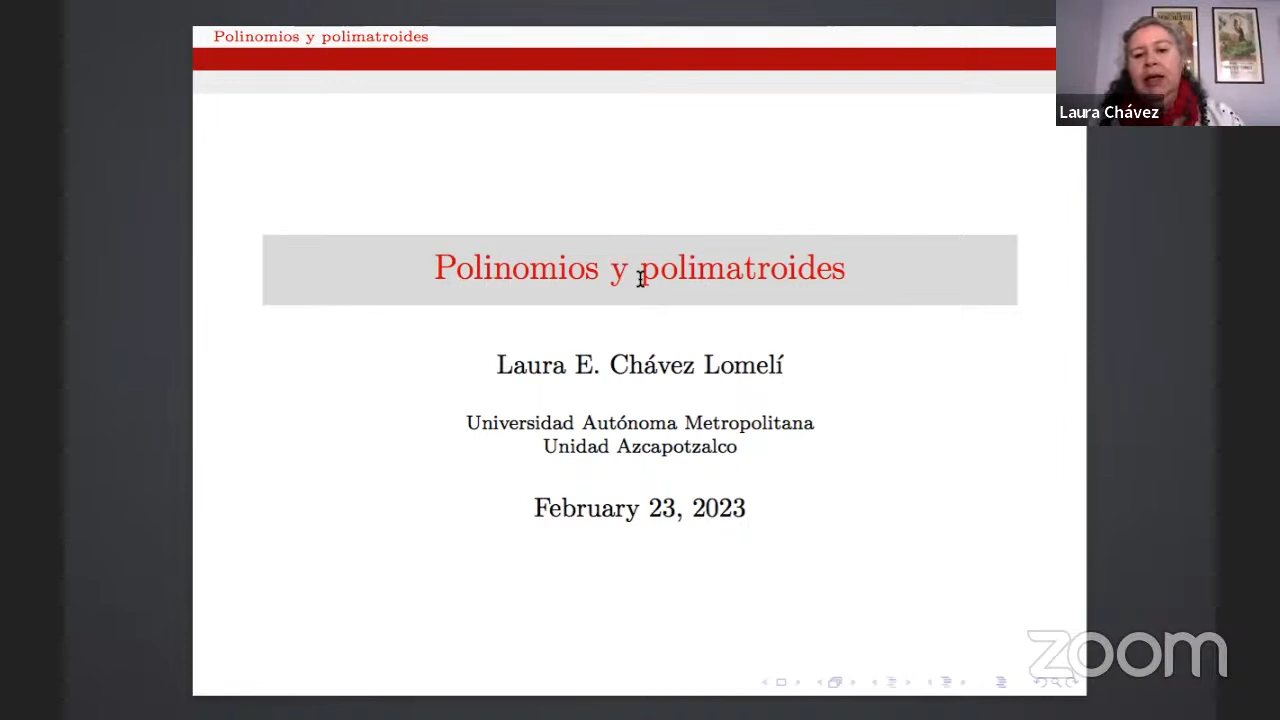 Polinomios y polimatroides
Laura Chávez
Polinomios y polimatroides
Laura E. Chávez Lomelí
Universidad Autónoma Metropolitana
Unidad Azcapotzalco
February 23, 2023
zoom